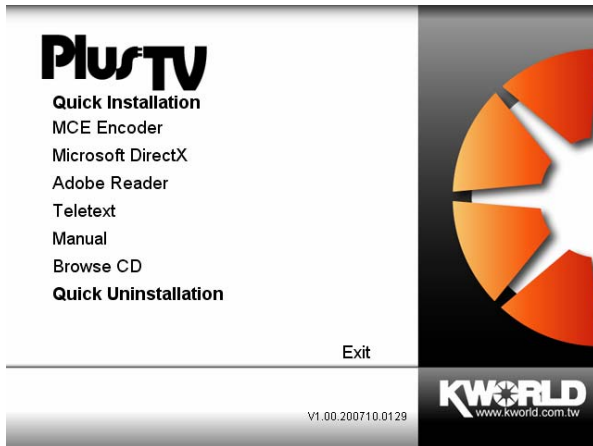 PlusTV
Quick Installation
MCE Encoder
Microsoft DirectX
Adobe Reader
Teletext
Manual
Browse CD
Quick Uninstallation
Exit
V1.00.200710.0129
KWORLD
www.kworld.com.tw